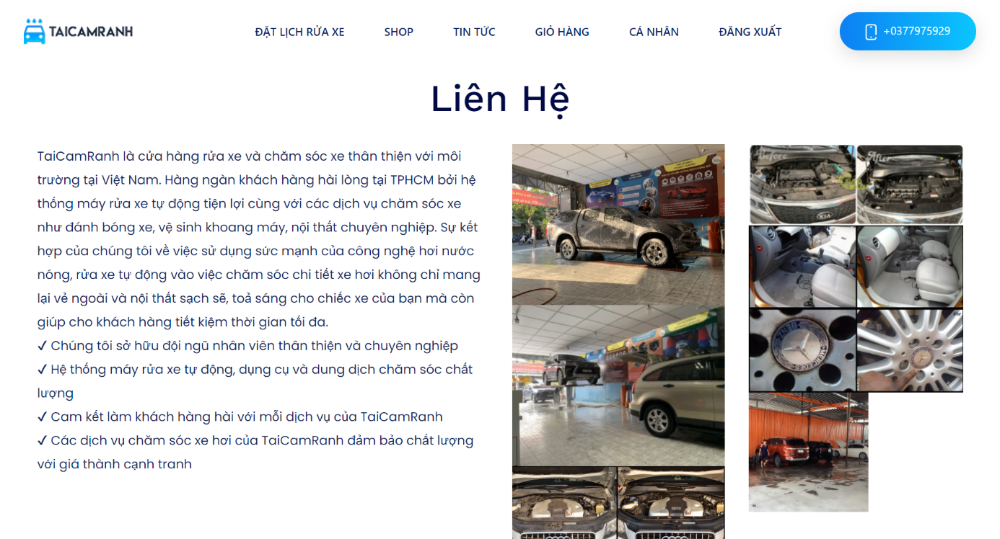 TAICAMRANH
ĐẶT LỊCH RỬA XE
SHOP
TIN TỨC
GIỎ HÀNG
CÁ NHÂN
ĐĂNG XUẤT
+0377975929
Liên Hệ
TaiCamRanh là cửa hàng rửa xe và chăm sóc xe thân thiện với môi
trường tại Việt Nam. Hàng ngàn khách hàng hài lòng tại TPHCM bởi hệ
thống máy rửa xe tự động tiện lợi cùng với các dịch vụ chăm sóc xe
như đánh bóng xe, vệ sinh khoang máy, nội thất chuyên nghiệp. Sự kết
hợp của chúng tôi về việc sử dụng sức mạnh của công nghệ hơi nước
nóng, rửa xe tự động vào việc chăm sóc chi tiết xe hơi không chỉ mang
lại vẻ ngoài và nội thất sạch sẽ, toả sáng cho chiếc xe của bạn mà còn
giúp cho khách hàng tiết kiệm thời gian tối đa.
✓ Chúng tôi sở hữu đội ngũ nhân viên thân thiện và chuyên nghiệp
✓ Hệ thống máy rửa xe tự động, dụng cụ và dung dịch chăm sóc chất
lượng
✓ Cam kết làm khách hàng hài với mỗi dịch vụ của TaiCamRanh
✓ Các dịch vụ chăm sóc xe hơi của TaiCamRanh đảm bảo chất lượng
với giá thành cạnh tranh
Before
After
KIA
BENZ
MERCEDES